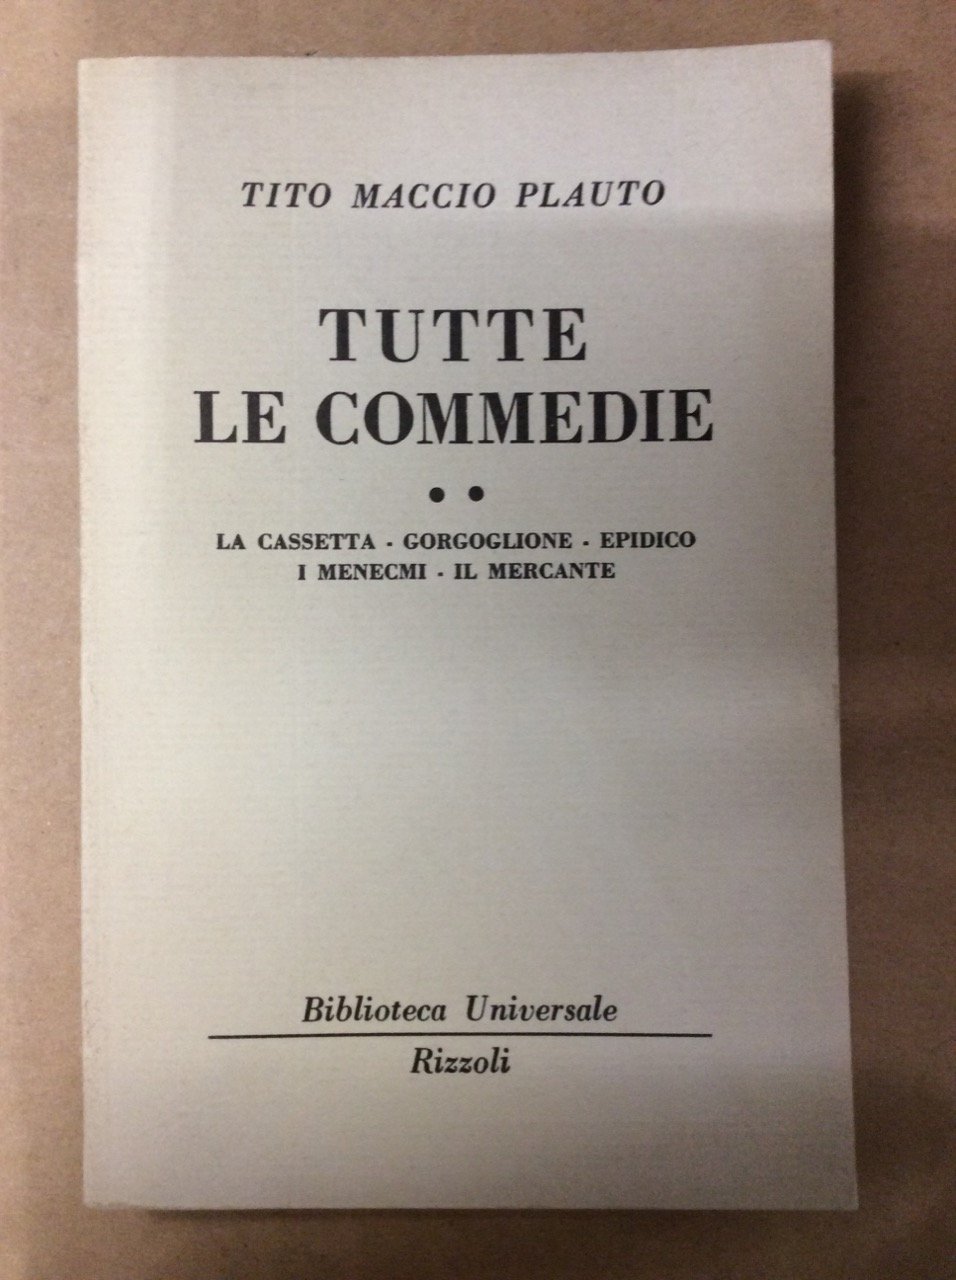 TITO MACCIO PLAUTO
TUTTE
LE COMMEDIE
● ●
LA CASSETTA - GORGOGLIONE - EPIDICO
I MENECMI - IL MERCANTE
Biblioteca Universale
Rizzoli